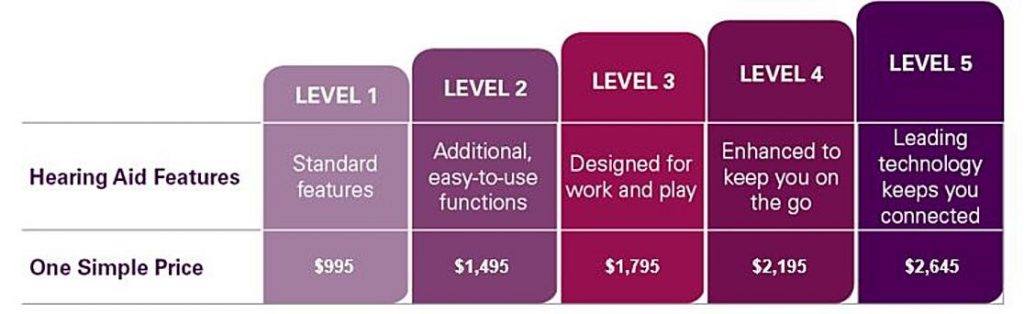 LEVEL 1
LEVEL 2
LEVEL 3
LEVEL 4
LEVEL 5
Hearing Aid Features
Standard
features
Additional,
easy-to-use
functions
Designed for
work and play
Enhanced to
keep you on
the go
Leading
technology
keeps you
connected
One Simple Price
$995
$1,495
$1,795
$2,195
$2,645